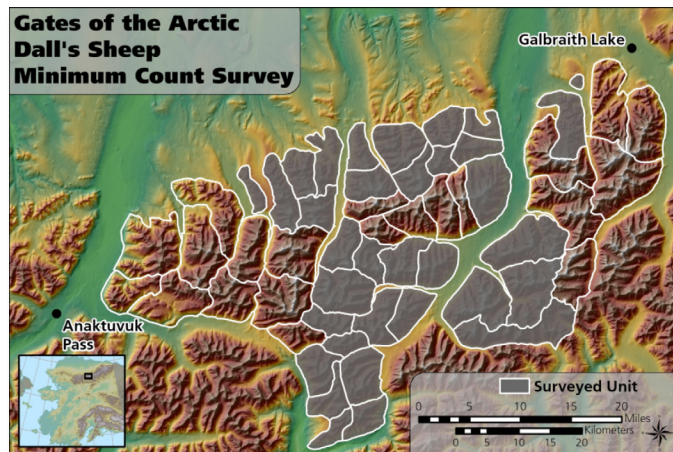 Gates of the Arctic
Dall's Sheep
Minimum Count Survey
Galbraith Lake
Anaktuvuk
Pass
Surveyed Unit
0 5 10 15 20
Miles
Kilometers
0 5 10 15 20